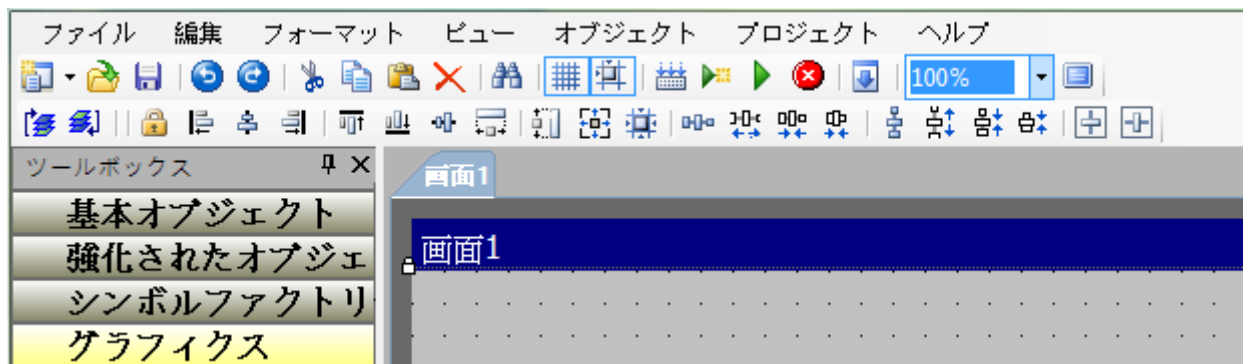 ファイル 編集 フォーマット ビュー オブジェクト プロジェクト ヘルプ
100%
ツールボックス
画面1
基本オブジェクト
画面1
強化されたオブジェ
シンボルファクトリ
グラフィクス